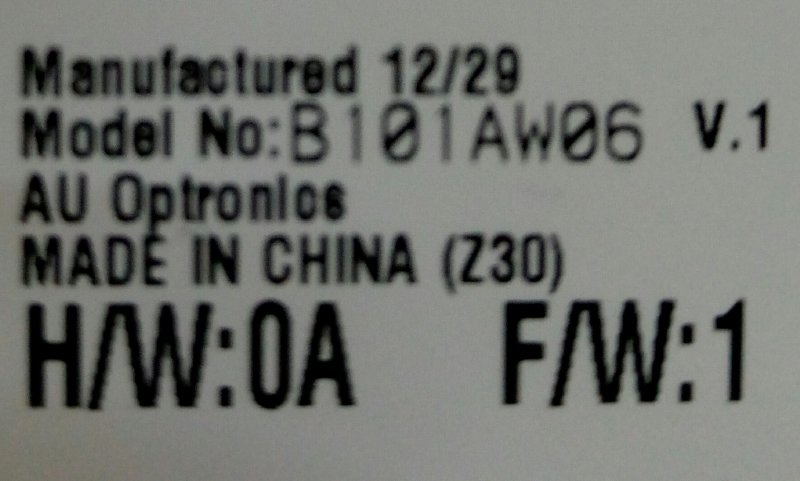 Manufactured 12/29
Model No:B101AW06 V.1
AU Optronics
MADE IN CHINA (Z30)
H/W:0A F/W:1